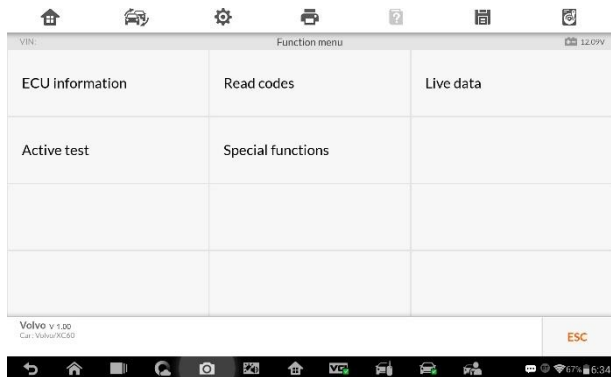 VIN: Function menu 12.09V
ECU information Read codes Live data
Active test Special functions
Volvo V 1.00
Car: Volvo/XC60
ESC
67% 6:34